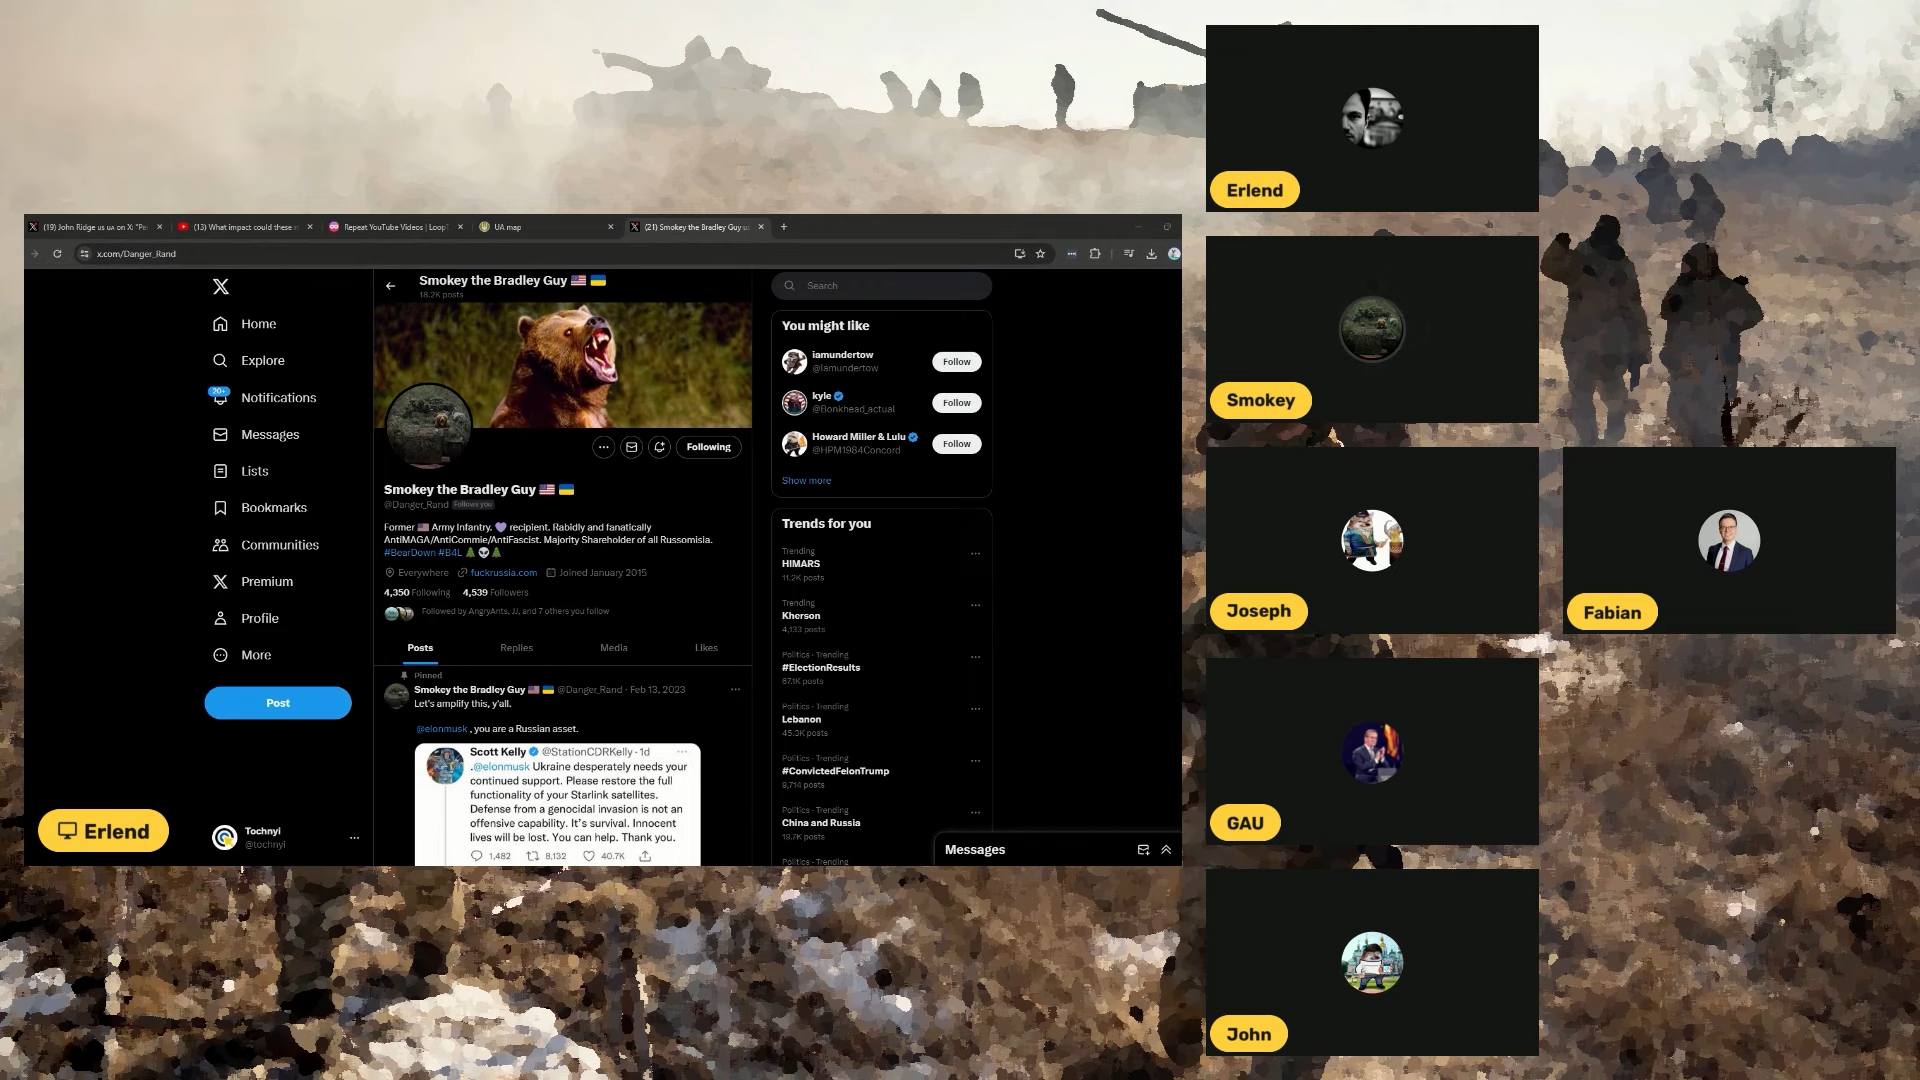 (19) John Ridge us ua on X: "Pe
(13) What impact could these
Repeat YouTube Videos | Loop
UA map
(21) Smokey the Bradley Guy
x.com/Danger_Rand
Home
Explore
20+
Notifications
Messages
Lists
Bookmarks
Communities
Premium
Profile
More
Post
Tochnyi
@tochnyi
Erlend
Smokey the Bradley Guy
18.2K posts
Following
Smokey the Bradley Guy
@Danger_Rand Follows you
Former Army Infantry, recipient. Rabidly and fanatically
AntiMAGA/AntiCommie/AntiFascist. Majority Shareholder of all Russomisia.
#BearDown #B4L
Everywhere fuckrussia.com Joined January 2015
4,350 Following 4,539 Followers
Followed by AngryAnts, JJ, and 7 others you follow
Posts Replies Media Likes
Pinned
Smokey the Bradley Guy @Danger_Rand · Feb 13, 2023
Let's amplify this, y'all.
@elonmusk , you are a Russian asset.
Scott Kelly @StationCDRKelly · 1d
.@elonmusk Ukraine desperately needs your
continued support. Please restore the full
functionality of your Starlink satellites.
Defense from a genocidal invasion is not an
offensive capability. It's survival. Innocent
lives will be lost. You can help. Thank you.
1,482 8,132 40.7K
Search
You might like
iamundertow
@Iamundertow
Follow
kyle
@Bonkhead_actual
Follow
Howard Miller & Lulu
@HPM1984Concord
Follow
Show more
Trends for you
Trending
HIMARS
11.2K posts
Trending
Kherson
4,133 posts
Politics · Trending
#ElectionResults
67.1K posts
Politics · Trending
Lebanon
45.3K posts
Politics · Trending
#ConvictedFelonTrump
8,714 posts
Politics · Trending
China and Russia
19.7K posts
Politics · Trending
Messages
Erlend
Smokey
Joseph
Fabian
GAU
John